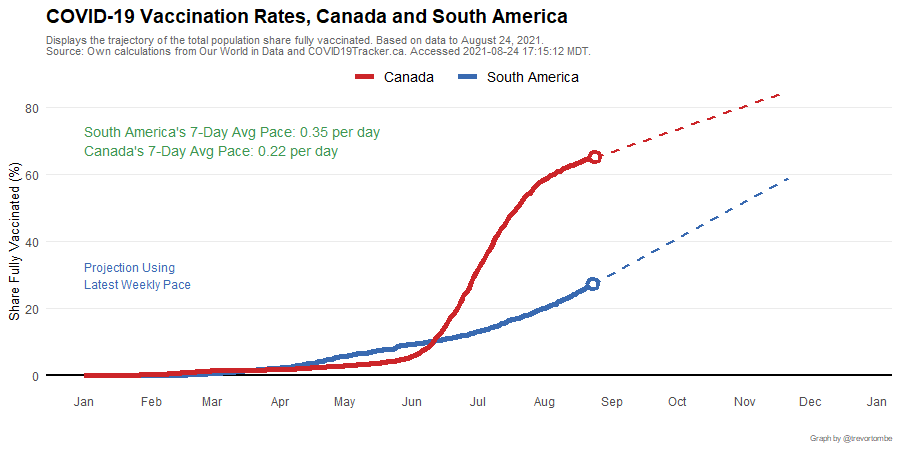 COVID-19 Vaccination Rates, Canada and South America
Displays the trajectory of the total population share fully vaccinated. Based on data to August 24, 2021.
Source: Own calculations from Our World in Data and COVID19Tracker.ca. Accessed 2021-08-24 17:15:12 MDT.
Canada South America
80
South America's 7-Day Avg Pace: 0.35 per day
Canada's 7-Day Avg Pace: 0.22 per day
60
Share Fully Vaccinated (%)
40
Projection Using
Latest Weekly Pace
20
0
Jan Feb Mar Apr May Jun Jul Aug Sep Oct Nov Dec Jan
Graph by @trevortombe